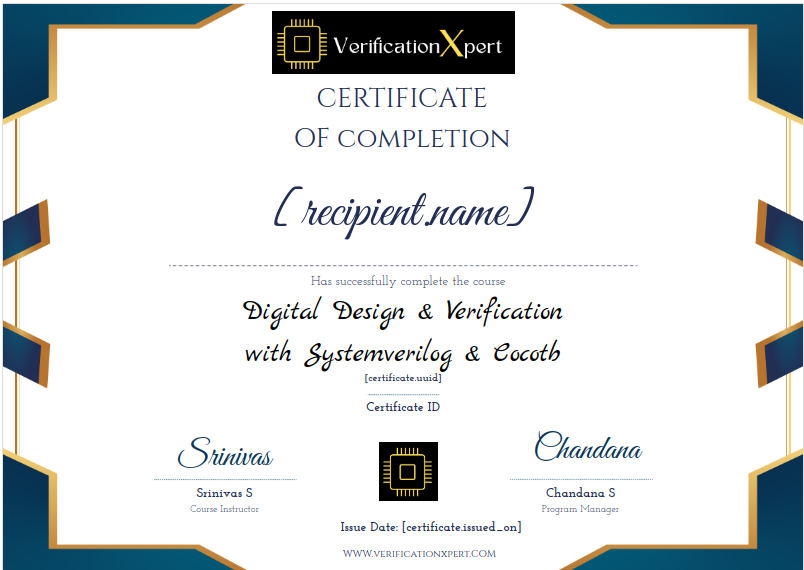 VerificationXpert
CERTIFICATE
OF COMPLETION
[recipient.name]
Has successfully complete the course
Digital Design & Verification
with Systemverilog & Cocotb
[certificate.uuid]
Certificate ID
Srinivas
Chandana
Srinivas S
Chandana S
Course Instructor
Program Manager
Issue Date: [certificate.issued_on]
WWW.VERIFICATIONXPERT.COM